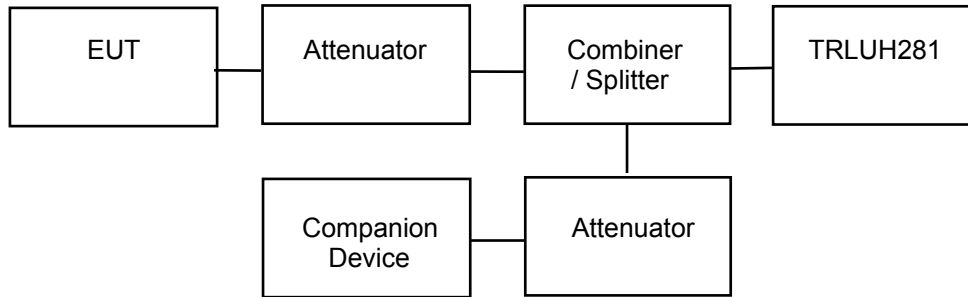 EUT
Attenuator
Combiner
/ Splitter
TRLUH281
Companion
Device
Attenuator